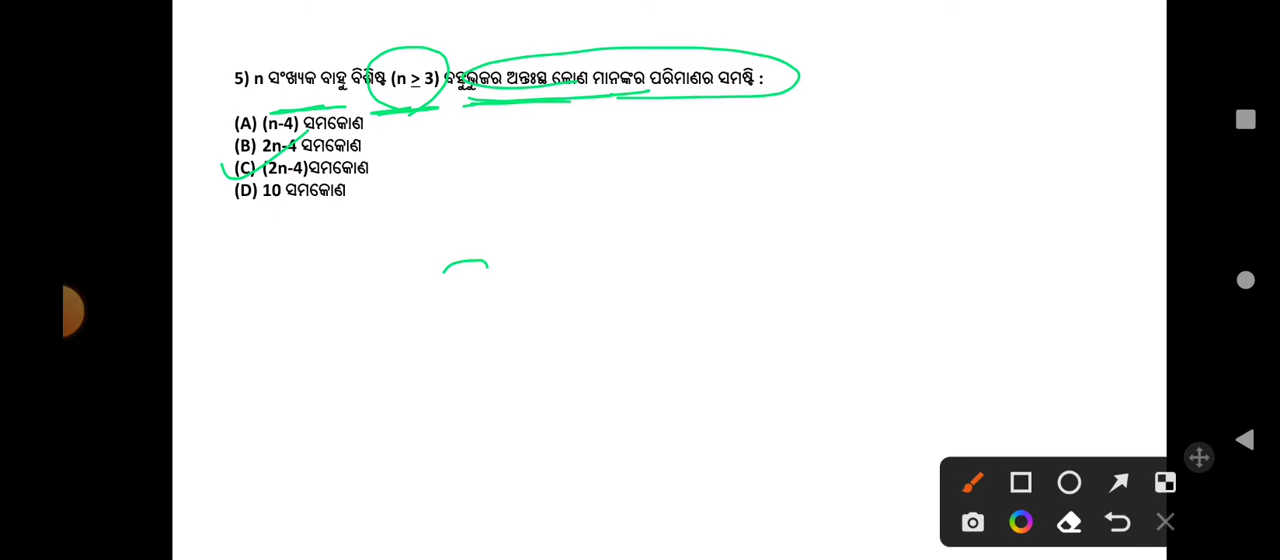 5) n ସଂଖ୍ୟକ ବାହୁ ବିଶିଷ୍ଟ (n ≥ 3) ବହୁଭୁଜର ଅନ୍ତଃସ୍ଥ କୋଣ ମାନଙ୍କର ପରିମାଣର ସମଷ୍ଟି :
(A) (n-4) ସମକୋଣ
(B) 2n-4 ସମକୋଣ
(C) (2n-4)ସମକୋଣ
(D) 10 ସମକୋଣ